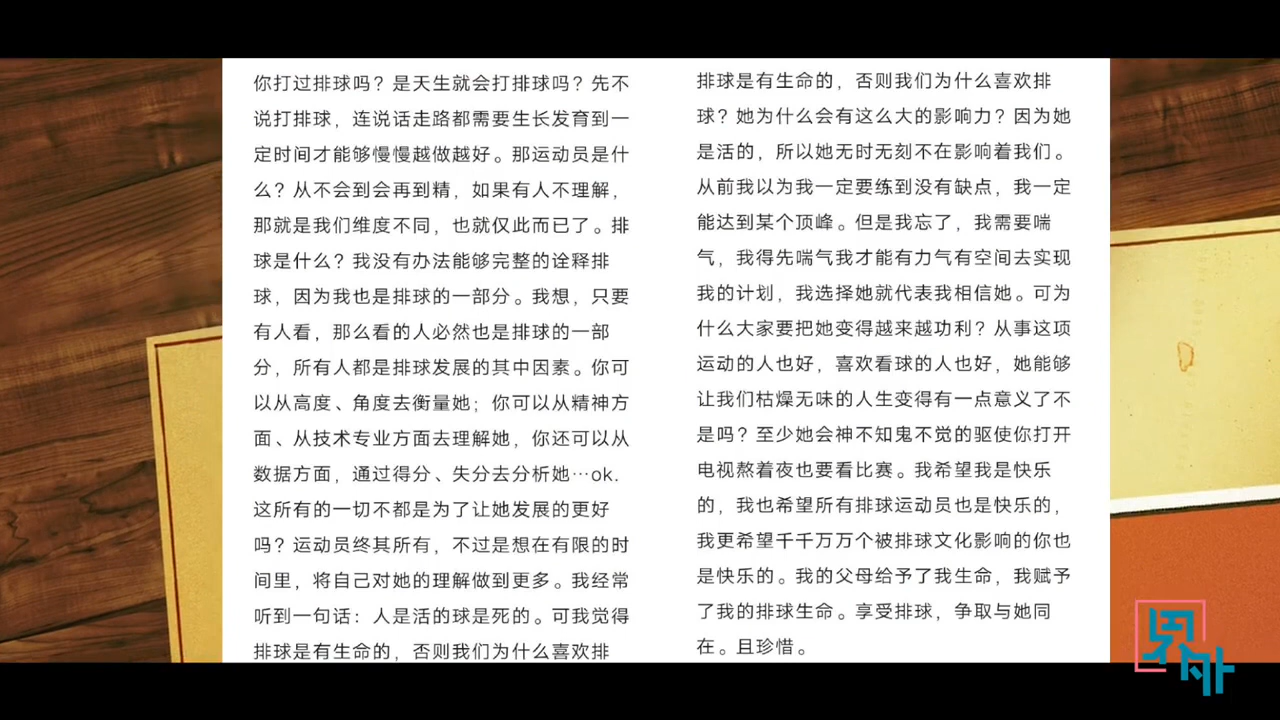 你打过排球吗？是天生就会打排球吗？先不
说打排球，连说话走路都需要生长发育到一
定时间才能够慢慢越做越好。那运动员是什
么？从不会到会再到精，如果有人不理解，
那就是我们维度不同，也就仅此而已了。排
球是什么？我没有办法能够完整的诠释排
球，因为我也是排球的一部分。我想，只要
有人看，那么看的人必然也是排球的一部
分，所有人都是排球发展的其中因素。你可
以从高度、角度去衡量她；你可以从精神方
面、从技术专业方面去理解她，你还可以从
数据方面，通过得分、失分去分析她…ok.
这所有的一切不都是为了让她发展的更好
吗？运动员终其所有，不过是想在有限的时
间里，将自己对她的理解做到更多。我经常
听到一句话：人是活的球是死的。可我觉得
排球是有生命的，否则我们为什么喜欢排
排球是有生命的，否则我们为什么喜欢排
球？她为什么会有这么大的影响力？因为她
是活的，所以她无时无刻不在影响着我们。
从前我以为我一定要练到没有缺点，我一定
能达到某个顶峰。但是我忘了，我需要喘
气，我得先喘气我才能有力气有空间去实现
我的计划，我选择她就代表我相信她。可为
什么大家要把她变得越来越功利？从事这项
运动的人也好，喜欢看球的人也好，她能够
让我们枯燥无味的人生变得有一点意义了不
是吗？至少她会神不知鬼不觉的驱使你打开
电视熬着夜也要看比赛。我希望我是快乐
的，我也希望所有排球运动员也是快乐的，
我更希望千千万万个被排球文化影响的你也
是快乐的。我的父母给予了我生命，我赋予
了我的排球生命。享受排球，争取与她同
在。且珍惜。
界外